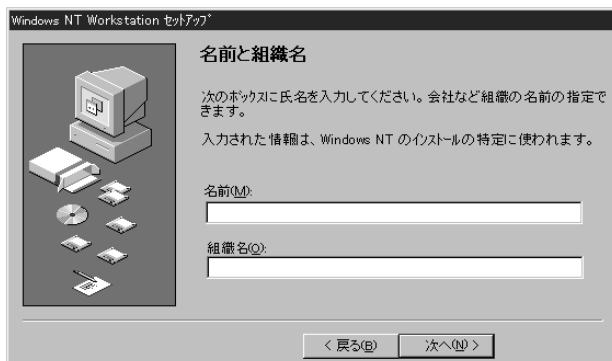 Windows NT Workstation ｾｯﾄｱｯﾌﾟ
名前と組織名
次のﾎﾞｯｸｽに氏名を入力してください。会社など組織の名前の指定で
きます。
入力された情報は、Windows NT のｲﾝｽﾄｰﾙの特定に使われます。
名前(M):
組織名(O):
< 戻る(B)
次へ(N) >